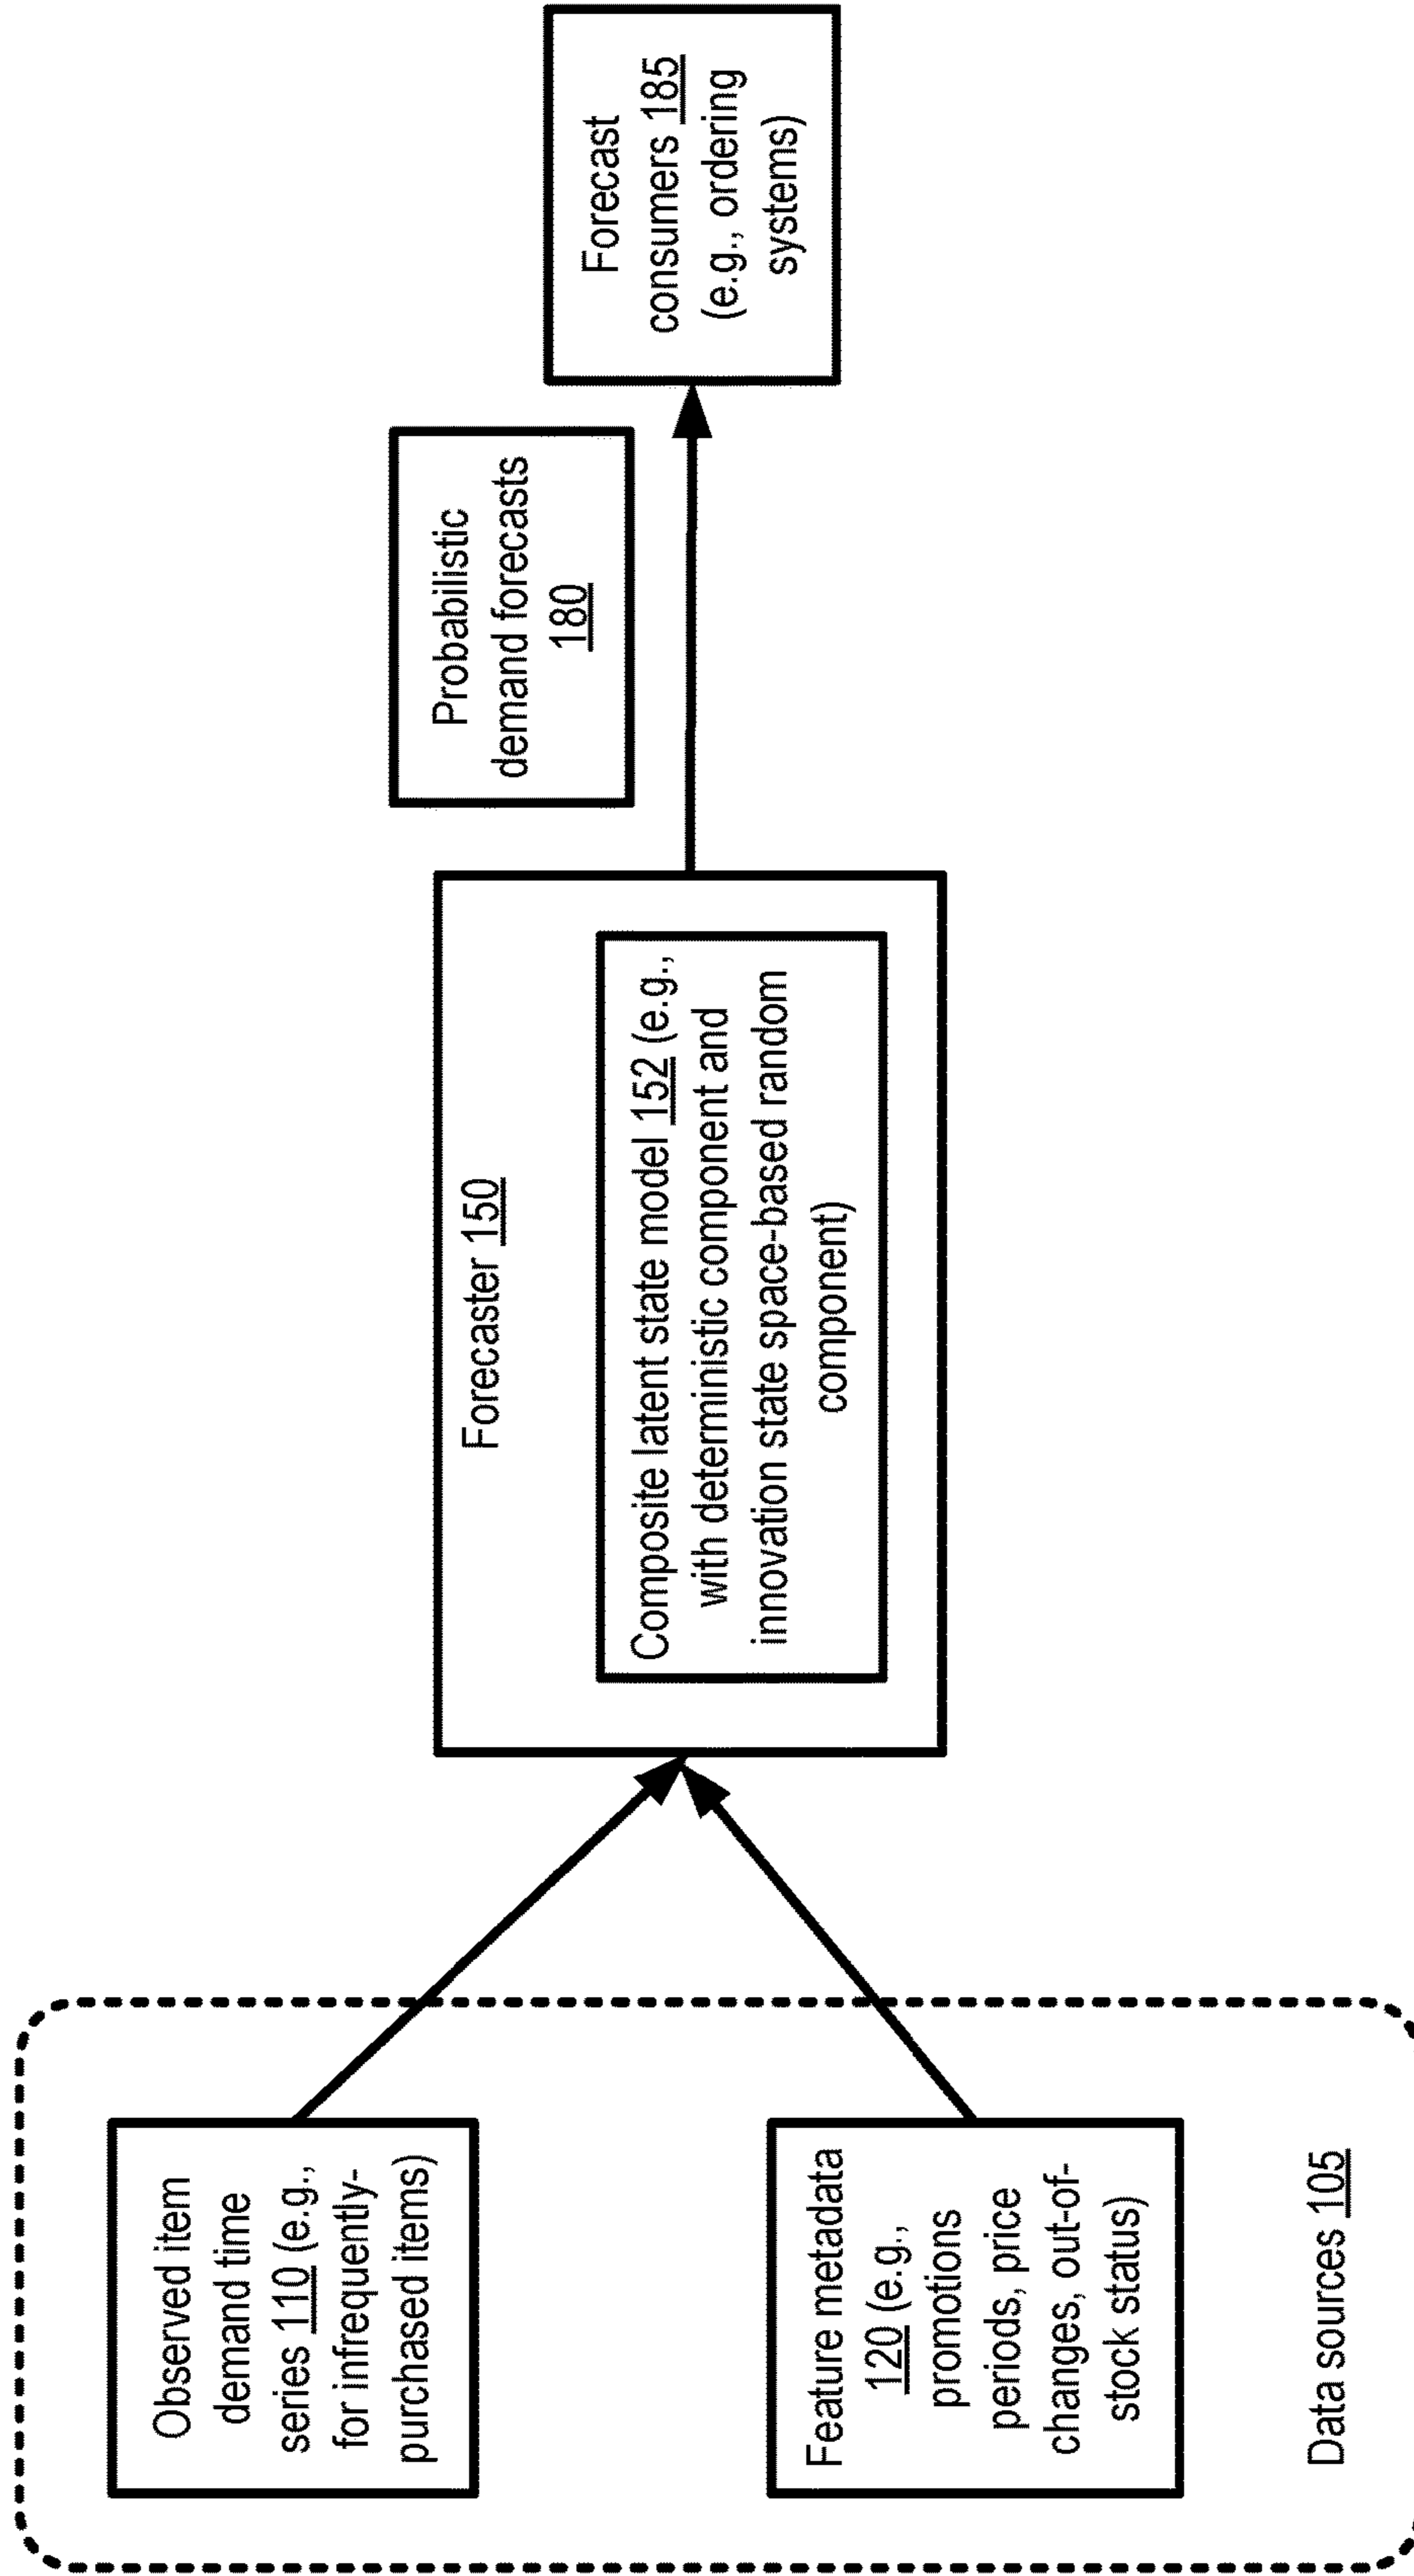 Observed item
demand time
series 110 (e.g.,
for infrequently-
purchased items)
Feature metadata
120 (e.g.,
promotions
periods, price
changes, out-of-
stock status)
Data sources 105
Forecaster 150
Composite latent state model 152 (e.g.,
with deterministic component and
innovation state space-based random
component)
Probabilistic
demand forecasts
180
Forecast
consumers 185
(e.g., ordering
systems)